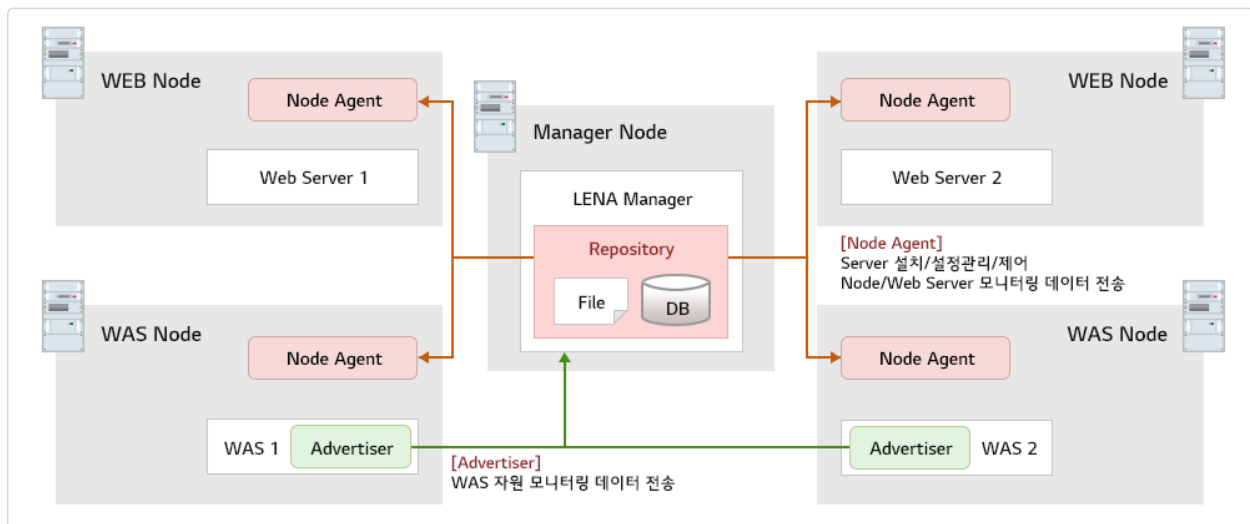 WEB Node
Node Agent
Web Server 1
WAS Node
Node Agent
WAS 1
Advertiser
Manager Node
LENA Manager
Repository
File
DB
[Advertiser]
WAS 자원 모니터링 데이터 전송
WEB Node
Node Agent
Web Server 2
[Node Agent]
Server 설치/설정관리/제어
Node/Web Server 모니터링 데이터 전송
WAS Node
Node Agent
Advertiser
WAS 2